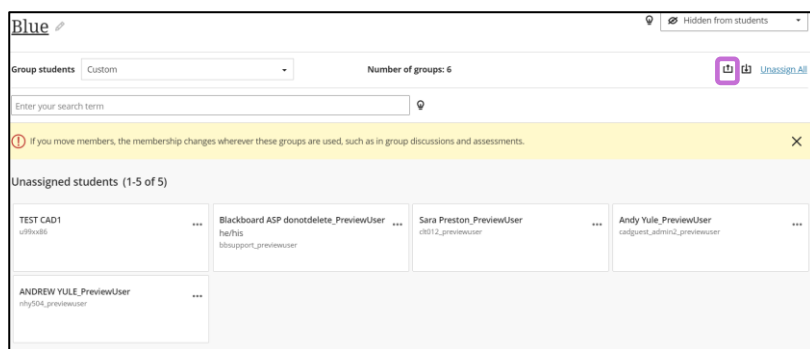 Blue
Hidden from students
Group students Custom Number of groups: 6 Unassign All
Enter your search term
If you move members, the membership changes wherever these groups are used, such as in group discussions and assessments.
Unassigned students (1-5 of 5)
TEST CAD1
u99xx86
Blackboard ASP donotdelete_PreviewUser
he/his
bbsupport_previewuser
Sara Preston_PreviewUser
clt012_previewuser
Andy Yule_PreviewUser
cadguest_admin2_previewuser
ANDREW YULE_PreviewUser
nhy504_previewuser